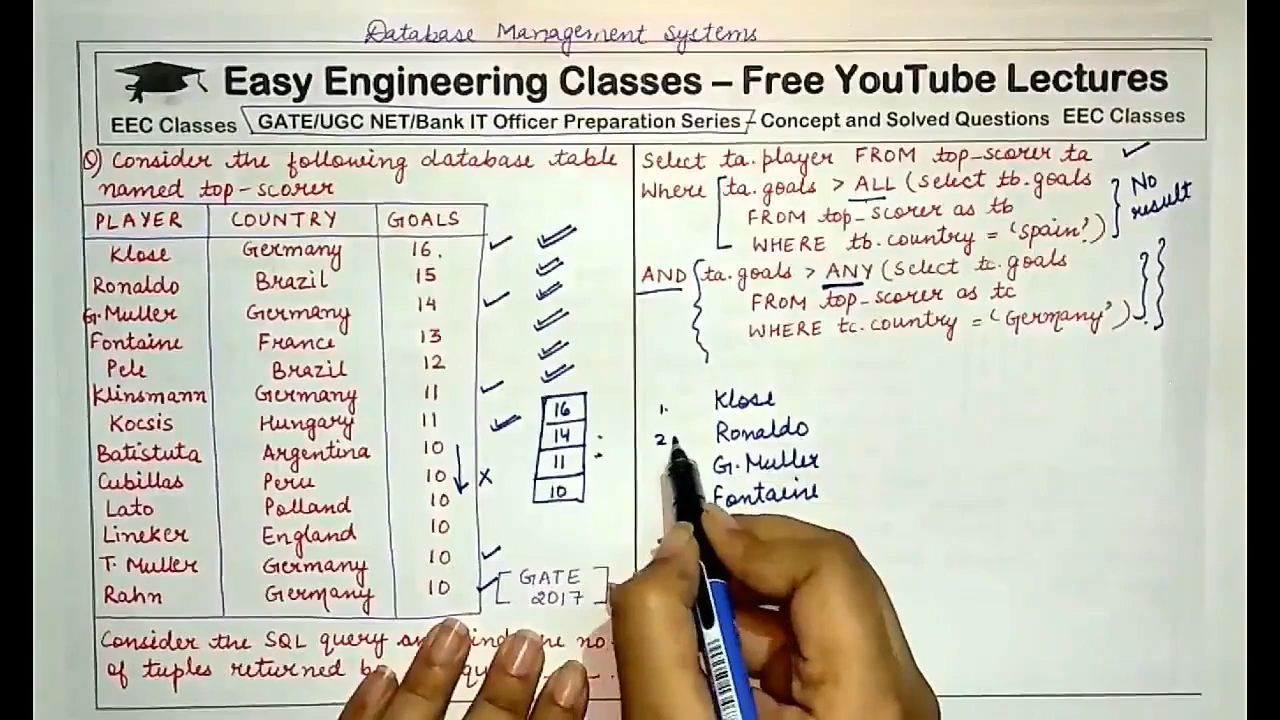 Database Management Systems
Easy Engineering Classes – Free YouTube Lectures
EEC Classes GATE/UGC NET/Bank IT Officer Preparation Series – Concept and Solved Questions EEC Classes
Q) Consider the following database table
named top-scorer
PLAYER COUNTRY GOALS
Klose Germany 16
Ronaldo Brazil 15
G.Muller Germany 14
Fontaine France 13
Pele Brazil 12
Klinsmann Germany 11
Kocsis Hungary 11
Batistuta Argentina 10
Cubillas Peru 10
Lato Polland 10
Lineker England 10
T. Muller Germany 10
Rahn Germany 10
16
14
11
10
GATE
2017
Consider the SQL query no.
of tuples returned
Select ta.player FROM top-scorer ta
Where ta.goals > ALL (Select tb.goals
FROM top_scorer as tb
WHERE tb.country = 'Spain')
No
result
AND ta.goals > ANY (Select tc.goals
FROM top-scorer as tc
WHERE tc.country = 'Germany')
1. Klose
2. Ronaldo
G.Muller
Fontaine